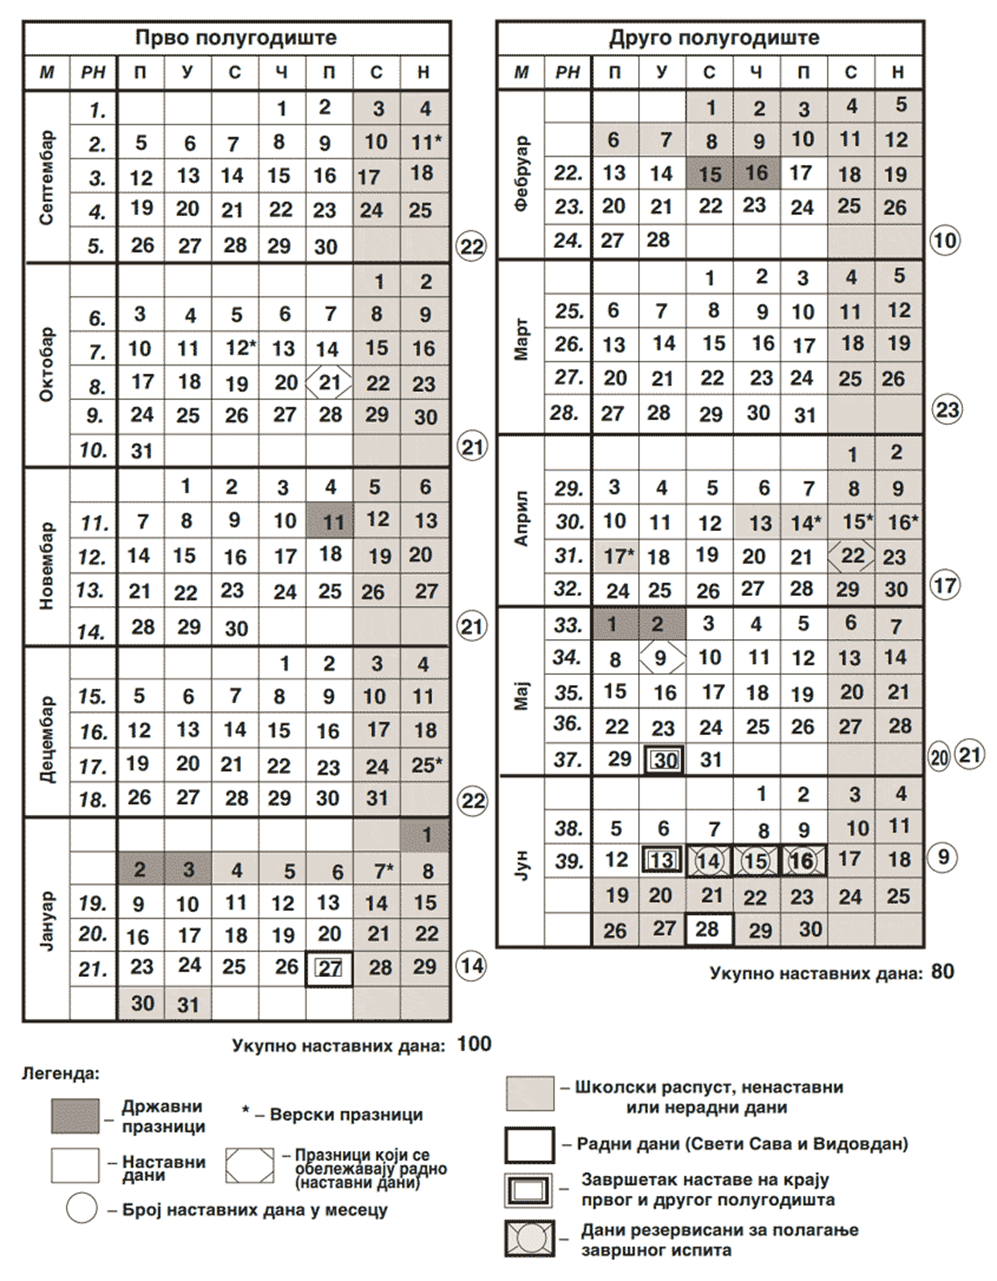 Прво полугодиште
М РН П У С Ч П С Н
Септембар
1. 1 2 3 4
2. 5 6 7 8 9 10 11*
3. 12 13 14 15 16 17 18
4. 19 20 21 22 23 24 25
5. 26 27 28 29 30
22
Октобар
1 2
6. 3 4 5 6 7 8 9
7. 10 11 12* 13 14 15 16
8. 17 18 19 20 21 22 23
9. 24 25 26 27 28 29 30
10. 31
21
Новембар
1 2 3 4 5 6
11. 7 8 9 10 11 12 13
12. 14 15 16 17 18 19 20
13. 21 22 23 24 25 26 27
14. 28 29 30
21
Децембар
1 2 3 4
15. 5 6 7 8 9 10 11
16. 12 13 14 15 16 17 18
17. 19 20 21 22 23 24 25*
18. 26 27 28 29 30 31
22
Јануар
1
2 3 4 5 6 7* 8
19. 9 10 11 12 13 14 15
20. 16 17 18 19 20 21 22
21. 23 24 25 26 27 28 29
14
30 31
Укупно наставних дана: 100
Друго полугодиште
М РН П У С Ч П С Н
Фебруар
1 2 3 4 5
6 7 8 9 10 11 12
22. 13 14 15 16 17 18 19
23. 20 21 22 23 24 25 26
24. 27 28
10
Март
1 2 3 4 5
25. 6 7 8 9 10 11 12
26. 13 14 15 16 17 18 19
27. 20 21 22 23 24 25 26
28. 27 28 29 30 31
23
Април
1 2
29. 3 4 5 6 7 8 9
30. 10 11 12 13 14* 15* 16*
31. 17* 18 19 20 21 22 23
32. 24 25 26 27 28 29 30
17
Мај
33. 1 2 3 4 5 6 7
34. 8 9 10 11 12 13 14
35. 15 16 17 18 19 20 21
36. 22 23 24 25 26 27 28
37. 29 30 31
20 21
Јун
1 2 3 4
38. 5 6 7 8 9 10 11
39. 12 13 14 15 16 17 18
9
19 20 21 22 23 24 25
26 27 28 29 30
Укупно наставних дана: 80
Легенда:
– Државни
празници
* – Верски празници
– Наставни
дани
– Празници који се
обележавају радно
(наставни дани)
– Број наставних дана у месецу
– Школски распуст, ненаставни
или нерадни дани
– Радни дани (Свети Сава и Видовдан)
– Завршетак наставе на крају
првог и другог полугодишта
– Дани резервисани за полагање
завршног испита